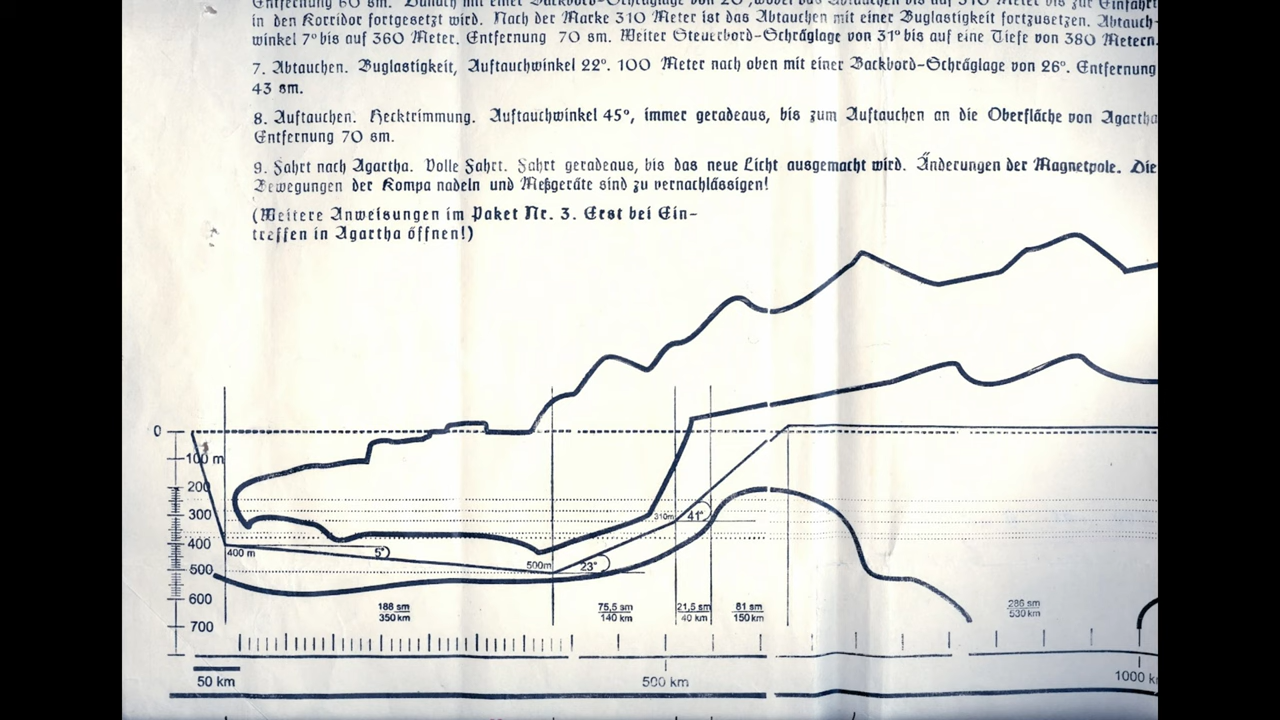 in den Korridor fortgesetzt wird. Nach der Marke 310 Meter ist das Abtauchen mit einer Buglastigkeit fortzusetzen. Abtauch-
winkel 7° bis auf 360 Meter. Entfernung 70 sm. Weiter Steuerbord-Schräglage von 31° bis auf eine Tiefe von 380 Metern.
7. Abtauchen. Buglastigkeit, Auftauchwinkel 22°. 100 Meter nach oben mit einer Backbord-Schräglage von 26°. Entfernung
43 sm.
8. Auftauchen. Hecktrimmung. Auftauchwinkel 45°, immer geradeaus, bis zum Auftauchen an die Oberfläche von Agartha
Entfernung 70 sm.
9. Fahrt nach Agartha. Volle Fahrt. Fahrt geradeaus, bis das neue Licht ausgemacht wird. Änderungen der Magnetpole. Die
Bewegungen der Kompa nadeln und Meßgeräte sind zu vernachlässigen!
(Weitere Anweisungen im Paket Nr. 3. Erst bei Ein-
treffen in Agartha öffnen!)
0
100 m
200
300
310m 41°
400
400 m 5°
500m 23°
500
600
700
188 sm 75,5 sm 21,5 sm 81 sm 286 sm
350 km 140 km 40 km 150 km 530 km
50 km 500 km 1000 k